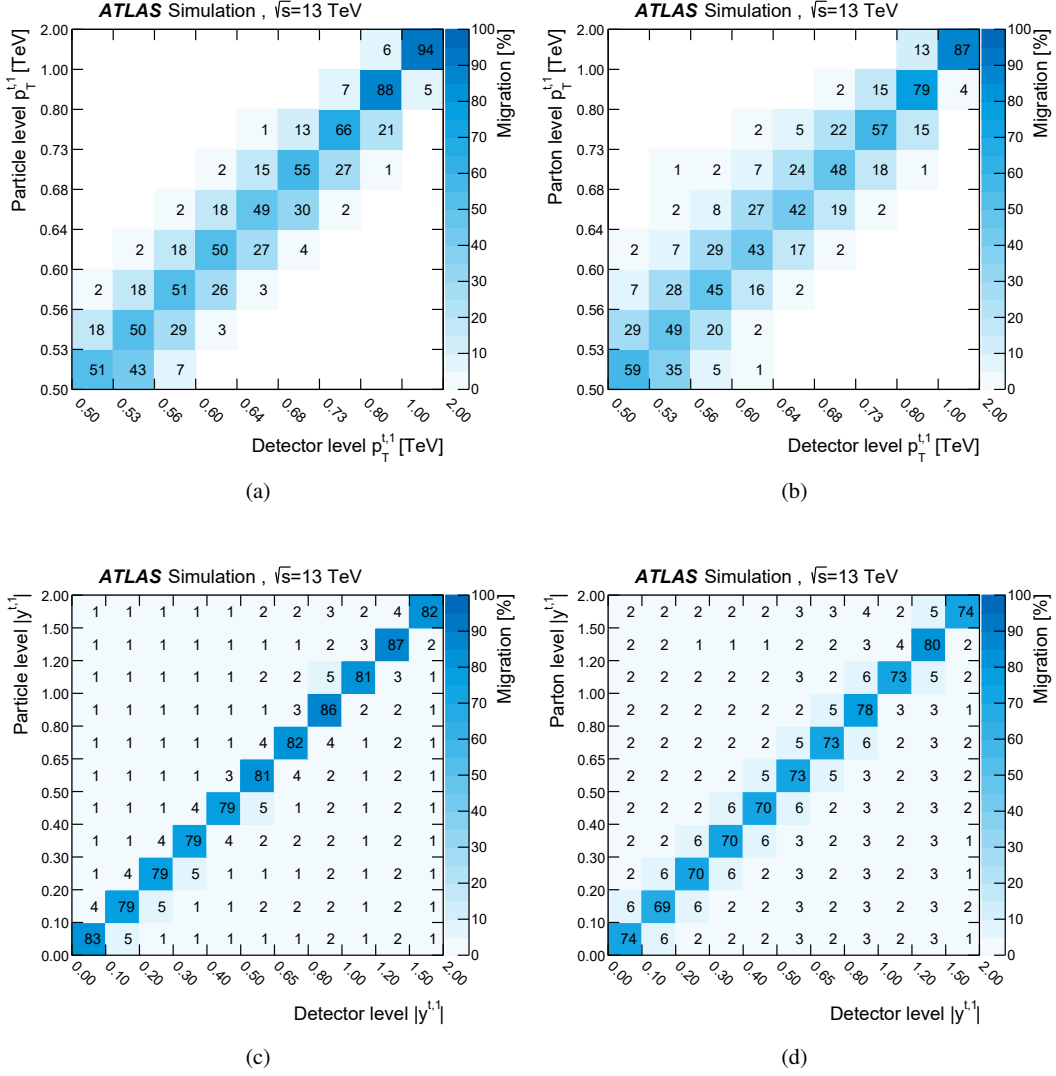 ATLAS Simulation , √s=13 TeV
Particle level p_T^{t,1} [TeV]
2.00
6 94
1.00
7 88 5
0.80
1 13 66 21
0.73
2 15 55 27 1
0.68
2 18 49 30 2
0.64
2 18 50 27 4
0.60
2 18 51 26 3
0.56
18 50 29 3
0.53
51 43 7
0.50
0.50 0.53 0.56 0.60 0.64 0.68 0.73 0.80 1.00 2.00
Detector level p_T^{t,1} [TeV]
100
90
80
70
60
50
40
30
20
10
0
Migration [%]
(a)
ATLAS Simulation , √s=13 TeV
Parton level p_T^{t,1} [TeV]
2.00
13 87
1.00
2 15 79 4
0.80
2 5 22 57 15
0.73
1 2 7 24 48 18 1
0.68
2 8 27 42 19 2
0.64
2 7 29 43 17 2
0.60
7 28 45 16 2
0.56
29 49 20 2
0.53
59 35 5 1
0.50
0.50 0.53 0.56 0.60 0.64 0.68 0.73 0.80 1.00 2.00
Detector level p_T^{t,1} [TeV]
100
90
80
70
60
50
40
30
20
10
0
Migration [%]
(b)
ATLAS Simulation , √s=13 TeV
Particle level |y^{t,1}|
2.00
1 1 1 1 1 2 2 3 2 4 82
1.50
1 1 1 1 1 1 1 2 3 87 2
1.20
1 1 1 1 1 2 2 5 81 3 1
1.00
1 1 1 1 1 1 3 86 2 2 1
0.80
1 1 1 1 1 4 82 4 1 2 1
0.65
1 1 1 1 3 81 4 2 1 2 1
0.50
1 1 1 4 79 5 1 2 1 2 1
0.40
1 1 4 79 4 2 2 2 1 2 1
0.30
1 4 79 5 1 1 1 2 1 2 1
0.20
4 79 5 1 1 2 2 2 1 2 1
0.10
83 5 1 1 1 1 1 2 1 2 1
0.00
0.00 0.10 0.20 0.30 0.40 0.50 0.65 0.80 1.00 1.20 1.50 2.00
Detector level |y^{t,1}|
100
90
80
70
60
50
40
30
20
10
0
Migration [%]
(c)
ATLAS Simulation , √s=13 TeV
Parton level |y^{t,1}|
2.00
2 2 2 2 2 3 3 4 2 5 74
1.50
2 2 1 1 1 2 2 3 4 80 2
1.20
2 2 2 2 2 3 2 6 73 5 2
1.00
2 2 2 2 2 2 5 78 3 3 1
0.80
2 2 2 2 2 5 73 6 2 3 2
0.65
2 2 2 2 5 73 5 3 2 3 2
0.50
2 2 2 6 70 6 2 3 2 3 2
0.40
2 2 6 70 6 3 2 3 2 3 1
0.30
2 6 70 6 2 3 2 3 2 3 2
0.20
6 69 6 2 2 3 2 3 2 3 1
0.10
74 6 2 2 2 2 2 3 2 3 1
0.00
0.00 0.10 0.20 0.30 0.40 0.50 0.65 0.80 1.00 1.20 1.50 2.00
Detector level |y^{t,1}|
100
90
80
70
60
50
40
30
20
10
0
Migration [%]
(d)